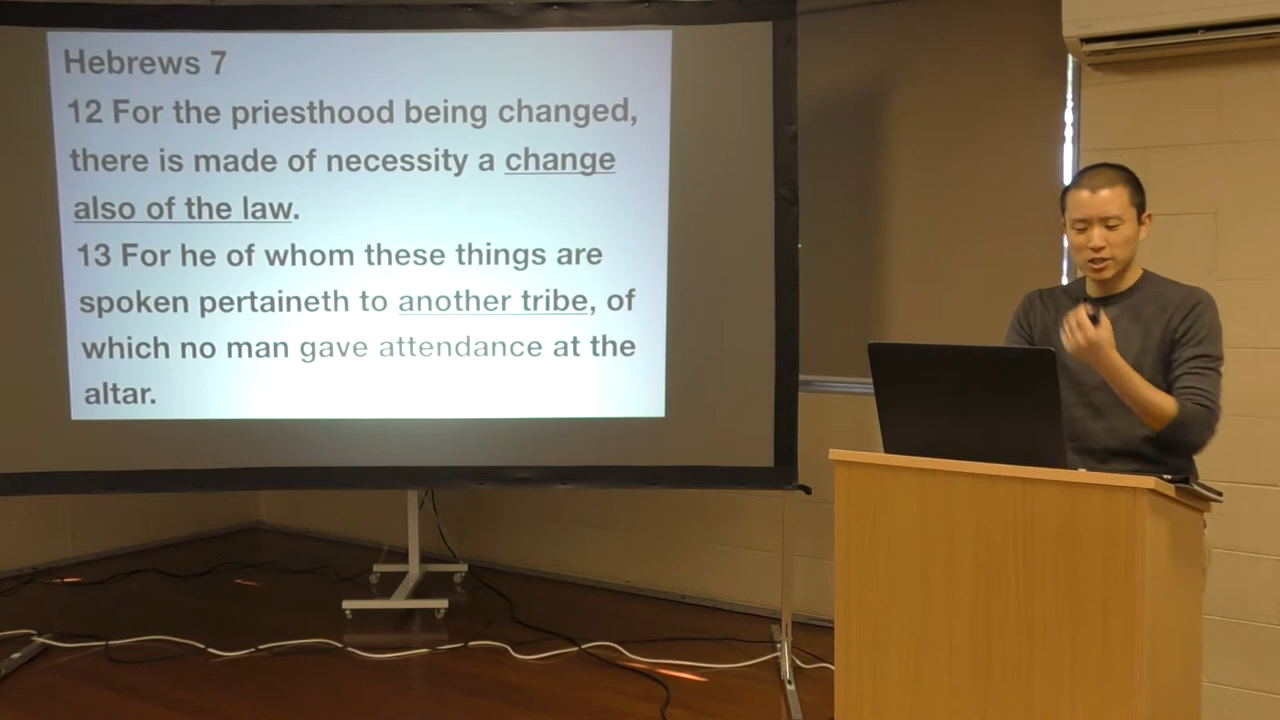 Hebrews 7
12 For the priesthood being changed,
there is made of necessity a change
also of the law.
13 For he of whom these things are
spoken pertaineth to another tribe, of
which no man gave attendance at the
altar.